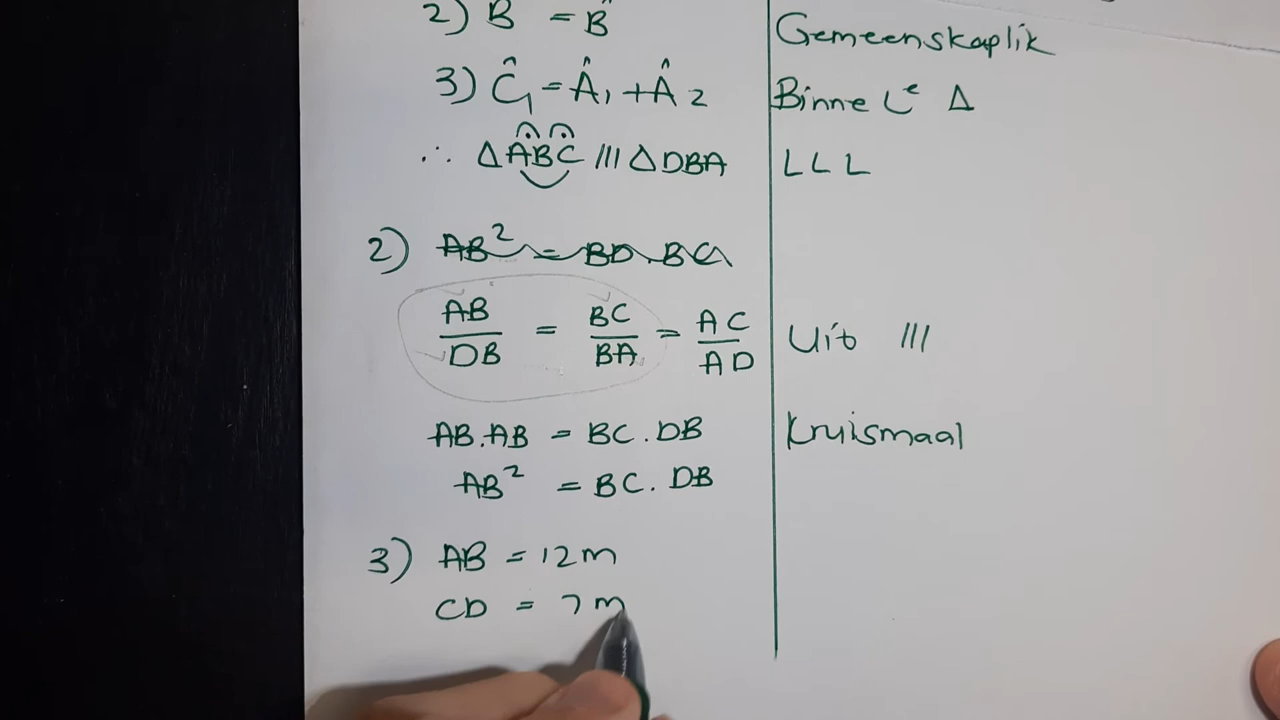 2) B = B̂ Gemeenskaplik
3) Ĉ₁ = Â₁ + Â₂ Binne Lᵉ Δ
∴ ΔABC /// ΔDBA LLL
2) AB² = BD.BC
AB/DB = BC/BA = AC/AD Uit ///
AB.AB = BC.DB Kruismaal
AB² = BC.DB
3) AB = 12m
CD = 7m